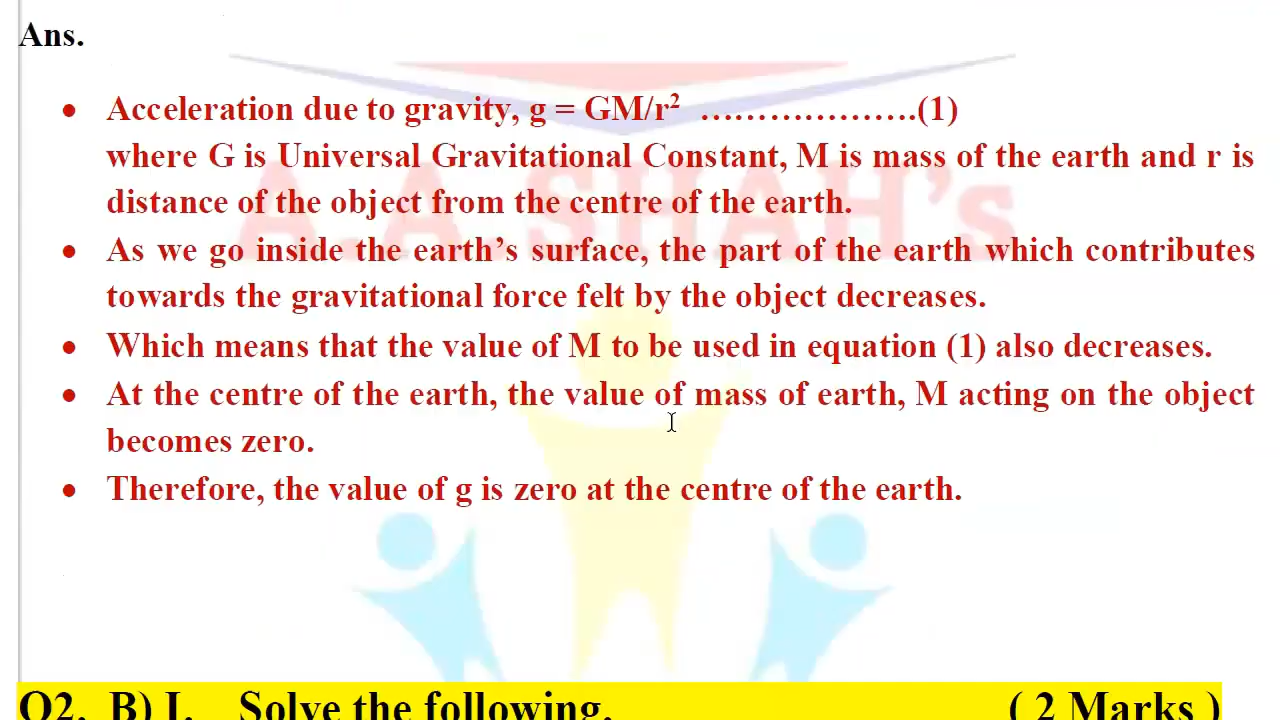 Ans.
• Acceleration due to gravity, g = GM/r² ………………….(1)
where G is Universal Gravitational Constant, M is mass of the earth and r is
distance of the object from the centre of the earth.
A.A.SHAH's
• As we go inside the earth's surface, the part of the earth which contributes
towards the gravitational force felt by the object decreases.
• Which means that the value of M to be used in equation (1) also decreases.
• At the centre of the earth, the value of mass of earth, M acting on the object
becomes zero.
• Therefore, the value of g is zero at the centre of the earth.
Q2. B) I. Solve the following. ( 2 Marks )